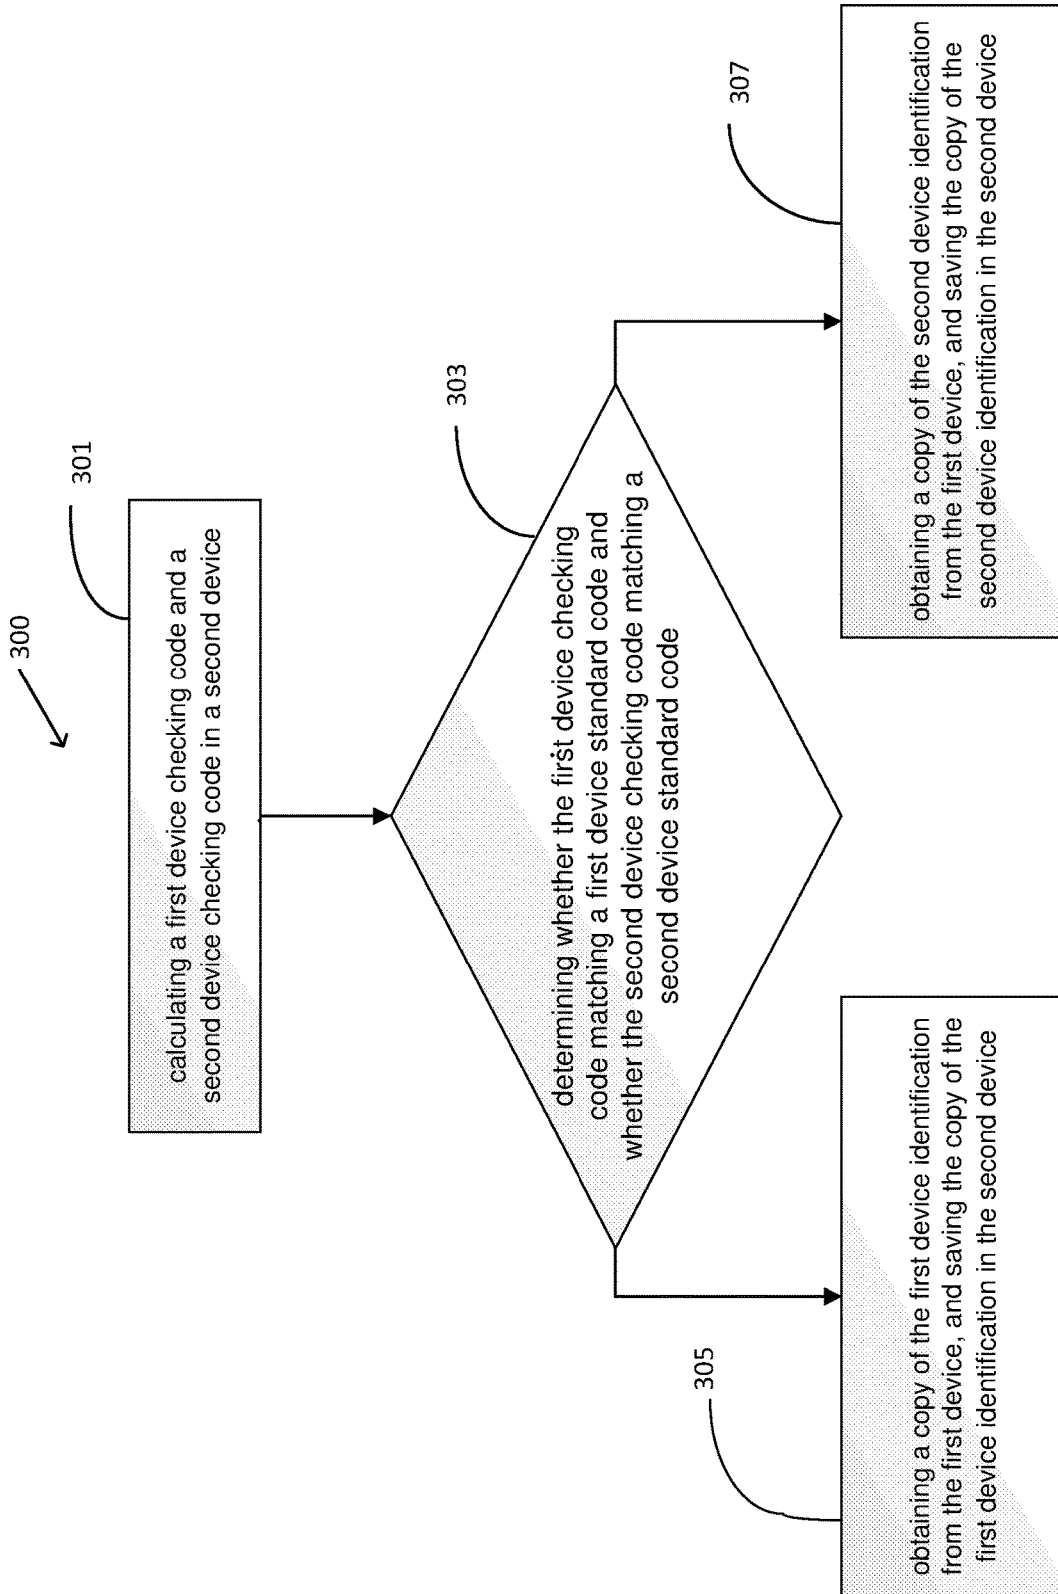 300
301
calculating a first device checking code and a
second device checking code in a second device
303
determining whether the first device checking
code matching a first device standard code and
whether the second device checking code matching a
second device standard code
305
obtaining a copy of the first device identification
from the first device, and saving the copy of the
first device identification in the second device
307
obtaining a copy of the second device identification
from the first device, and saving the copy of the
second device identification in the second device